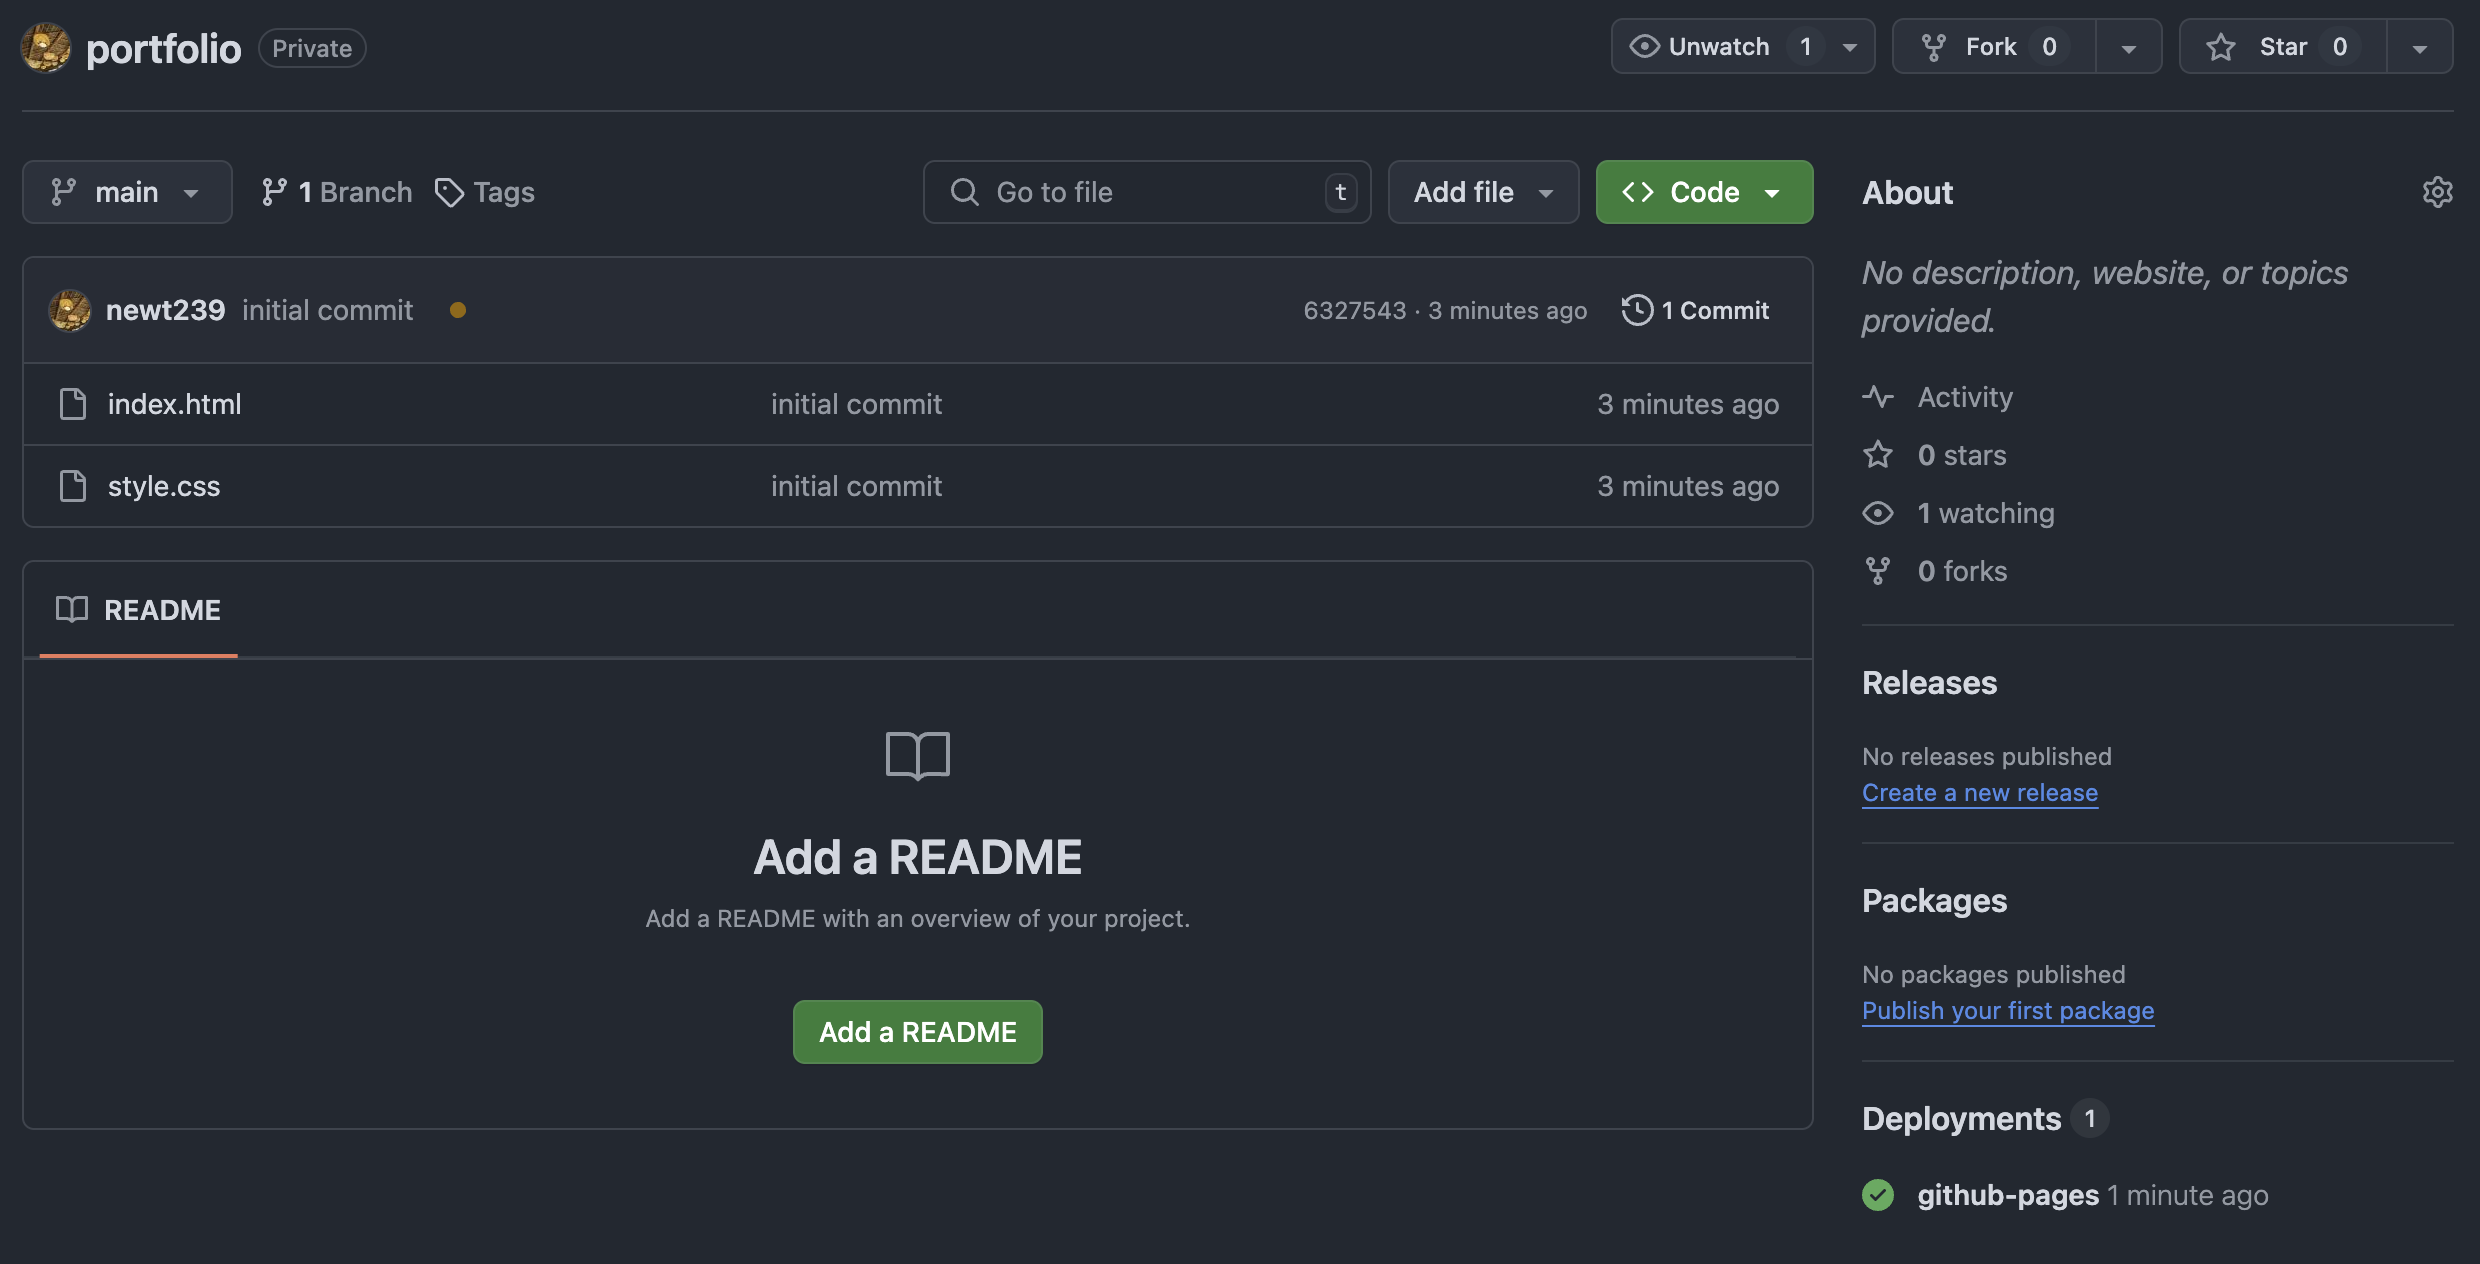 portfolio Private Unwatch 1 Fork 0 Star 0
main 1 Branch Tags Go to file t Add file Code
newt239 initial commit 6327543 · 3 minutes ago 1 Commit
index.html initial commit 3 minutes ago
style.css initial commit 3 minutes ago
README
Add a README
Add a README with an overview of your project.
Add a README
About
No description, website, or topics
provided.
Activity
0 stars
1 watching
0 forks
Releases
No releases published
Create a new release
Packages
No packages published
Publish your first package
Deployments 1
github-pages 1 minute ago